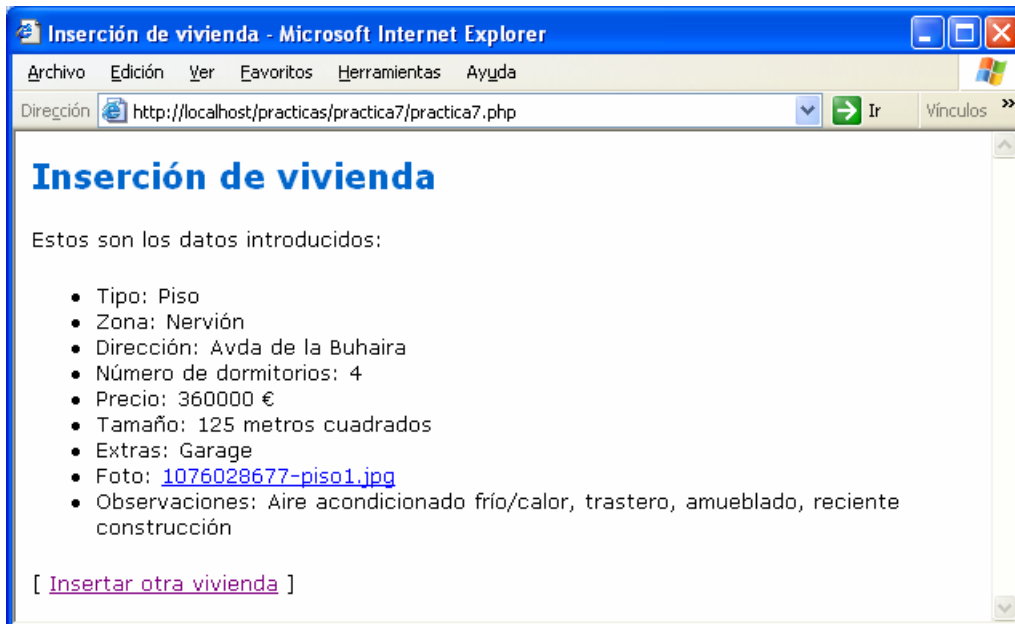 Inserción de vivienda - Microsoft Internet Explorer
Archivo Edición Ver Favoritos Herramientas Ayuda
Dirección http://localhost/practicas/practica7/practica7.php Ir Vínculos »
Inserción de vivienda
Estos son los datos introducidos:
• Tipo: Piso
• Zona: Nervión
• Dirección: Avda de la Buhaira
• Número de dormitorios: 4
• Precio: 360000 €
• Tamaño: 125 metros cuadrados
• Extras: Garage
• Foto: 1076028677-piso1.jpg
• Observaciones: Aire acondicionado frío/calor, trastero, amueblado, reciente
construcción
[ Insertar otra vivienda ]